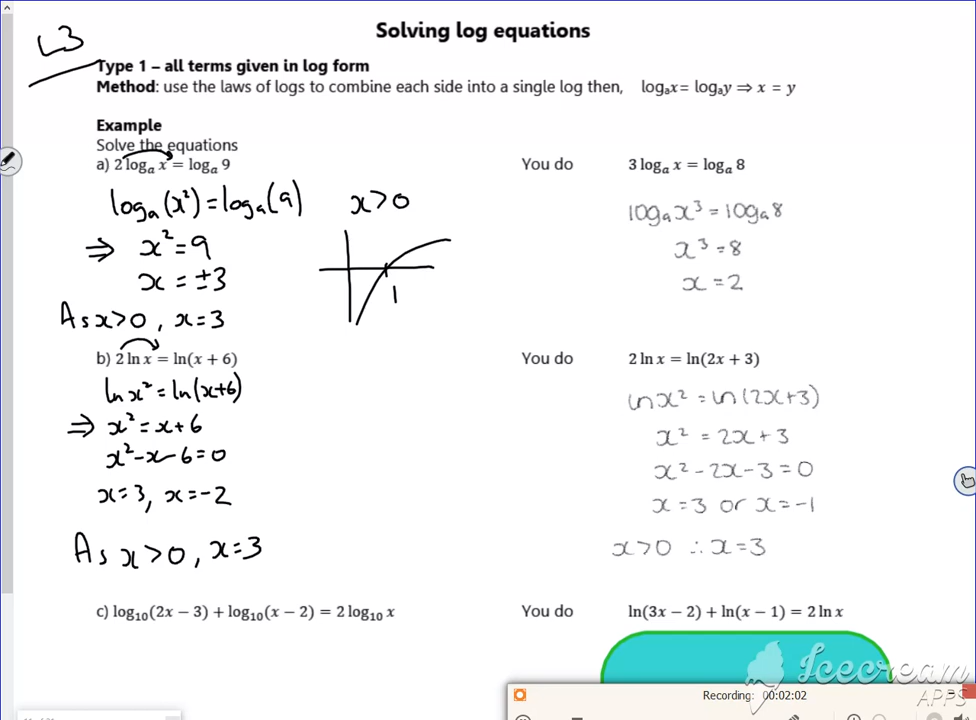 L3
Solving log equations
Type 1 – all terms given in log form
Method: use the laws of logs to combine each side into a single log then, logₐx= logₐy ⇒ x = y
Example
Solve the equations
a) 2 logₐ x = logₐ 9
logₐ(x²) = logₐ(9)
x>0
⇒ x² = 9
x = ±3
1
As x>0, x=3
You do 3 logₐ x = logₐ 8
logₐ x³ = logₐ 8
x³ = 8
x = 2
b) 2 ln x = ln(x + 6)
ln x² = ln(x+6)
⇒ x² = x+6
x²-x-6=0
x=3, x=-2
As x>0, x=3
You do 2 ln x = ln(2x + 3)
ln x² = ln(2x+3)
x² = 2x+3
x² - 2x - 3 = 0
x = 3 or x = -1
x>0 ∴ x=3
c) log₁₀(2x − 3) + log₁₀(x − 2) = 2 log₁₀ x
You do ln(3x − 2) + ln(x − 1) = 2 ln x
Icecream
APPS
Recording: 00:02:02